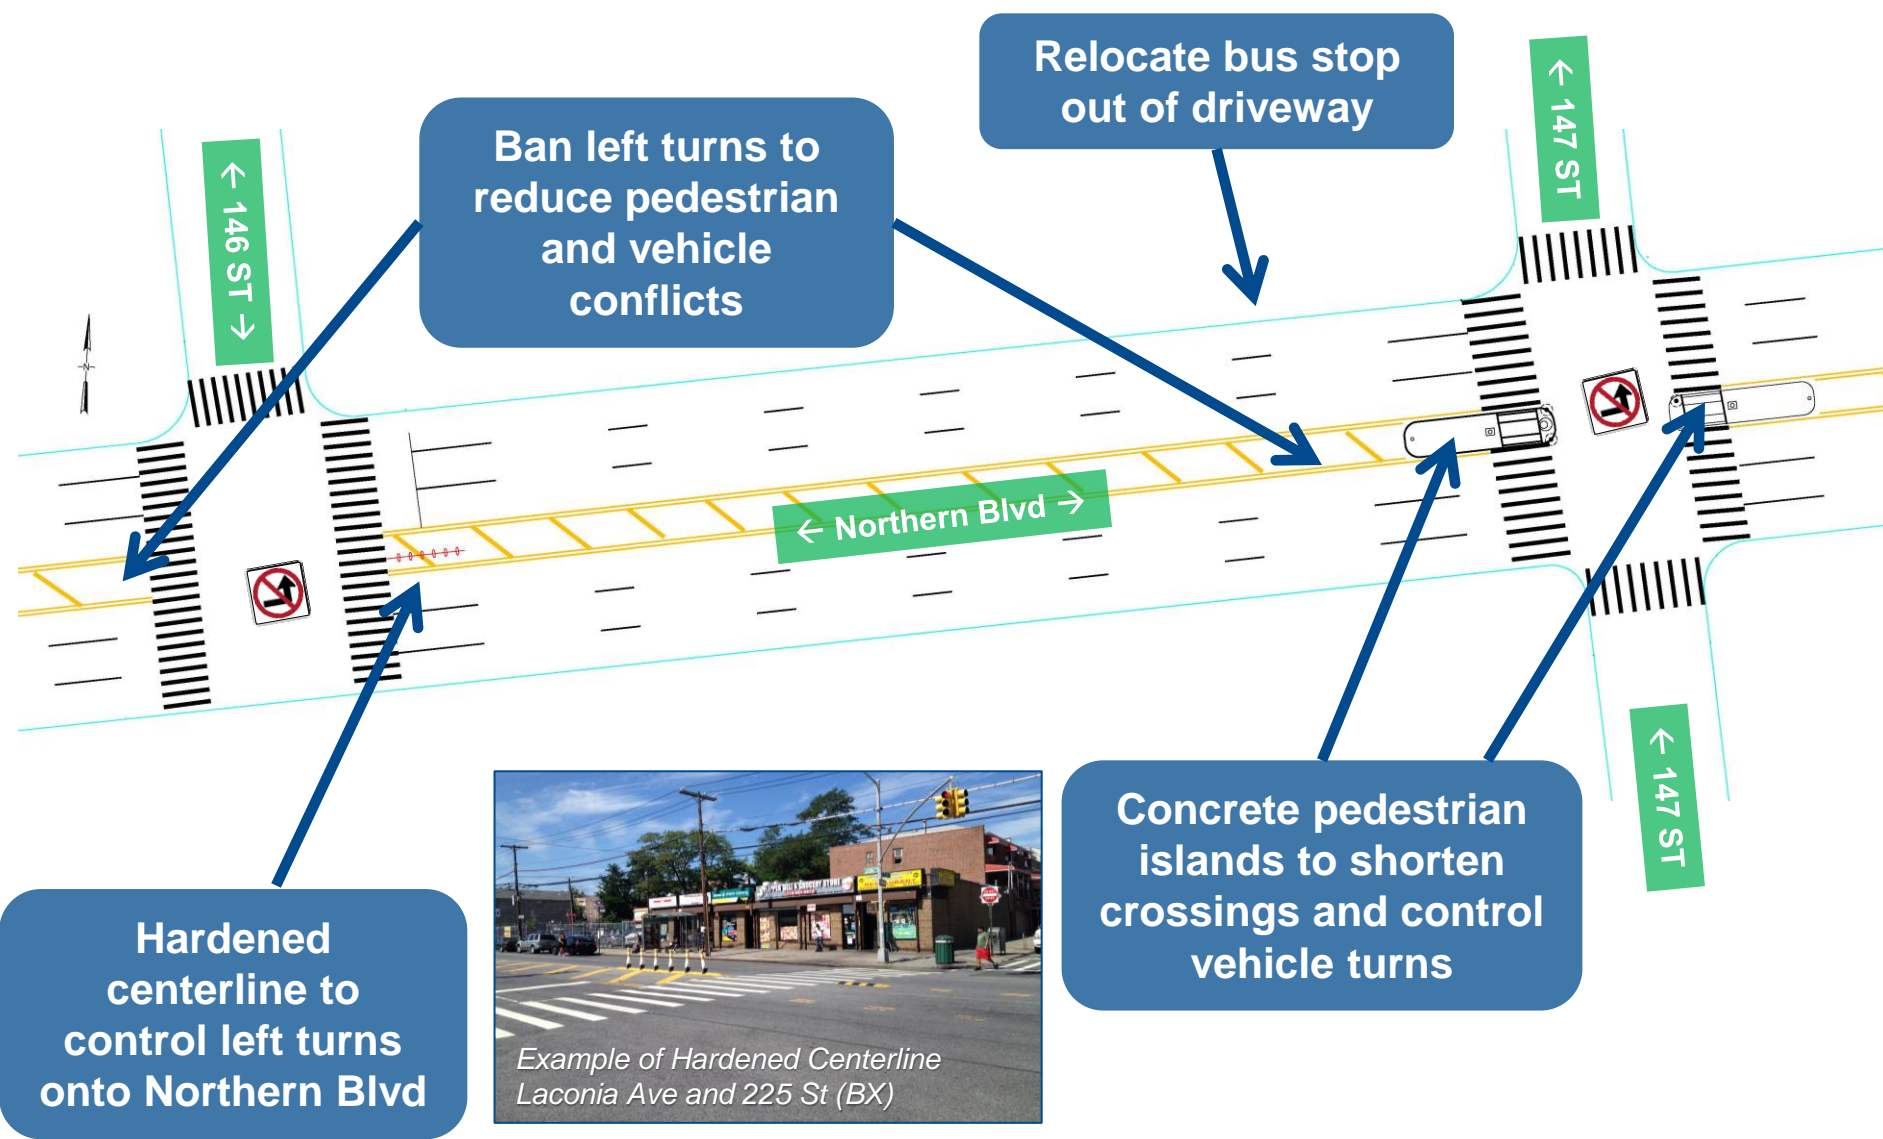 Relocate bus stop
out of driveway
Ban left turns to
reduce pedestrian
and vehicle
conflicts
← 146 ST →
← 147 ST
N
← Northern Blvd →
← 147 ST
Hardened
centerline to
control left turns
onto Northern Blvd
Concrete pedestrian
islands to shorten
crossings and control
vehicle turns
Example of Hardened Centerline
Laconia Ave and 225 St (BX)